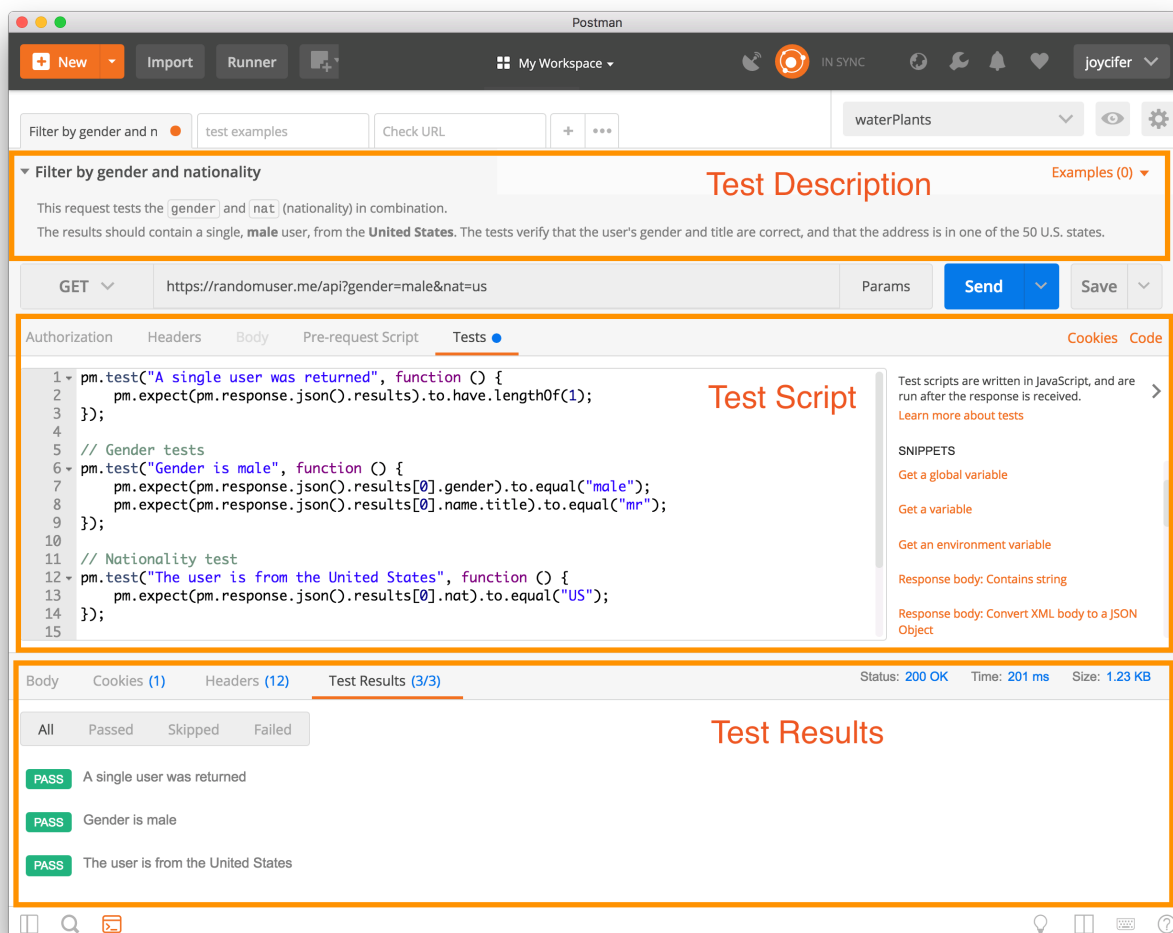 Postman
New
Import
Runner
My Workspace
IN SYNC
joycifer
Filter by gender and n
test examples
Check URL
+
•••
waterPlants
Filter by gender and nationality
Test Description
Examples (0)
This request tests the gender and nat (nationality) in combination.
The results should contain a single, male user, from the United States. The tests verify that the user's gender and title are correct, and that the address is in one of the 50 U.S. states.
GET
https://randomuser.me/api?gender=male&nat=us
Params
Send
Save
Authorization
Headers
Body
Pre-request Script
Tests
Cookies
Code
1 pm.test("A single user was returned", function () {
2 pm.expect(pm.response.json().results).to.have.lengthOf(1);
3 });
4
5 // Gender tests
6 pm.test("Gender is male", function () {
7 pm.expect(pm.response.json().results[0].gender).to.equal("male");
8 pm.expect(pm.response.json().results[0].name.title).to.equal("mr");
9 });
10
11 // Nationality test
12 pm.test("The user is from the United States", function () {
13 pm.expect(pm.response.json().results[0].nat).to.equal("US");
14 });
15
Test Script
Test scripts are written in JavaScript, and are
run after the response is received.
Learn more about tests
SNIPPETS
Get a global variable
Get a variable
Get an environment variable
Response body: Contains string
Response body: Convert XML body to a JSON
Object
Body
Cookies (1)
Headers (12)
Test Results (3/3)
Status: 200 OK
Time: 201 ms
Size: 1.23 KB
All
Passed
Skipped
Failed
Test Results
PASS A single user was returned
PASS Gender is male
PASS The user is from the United States